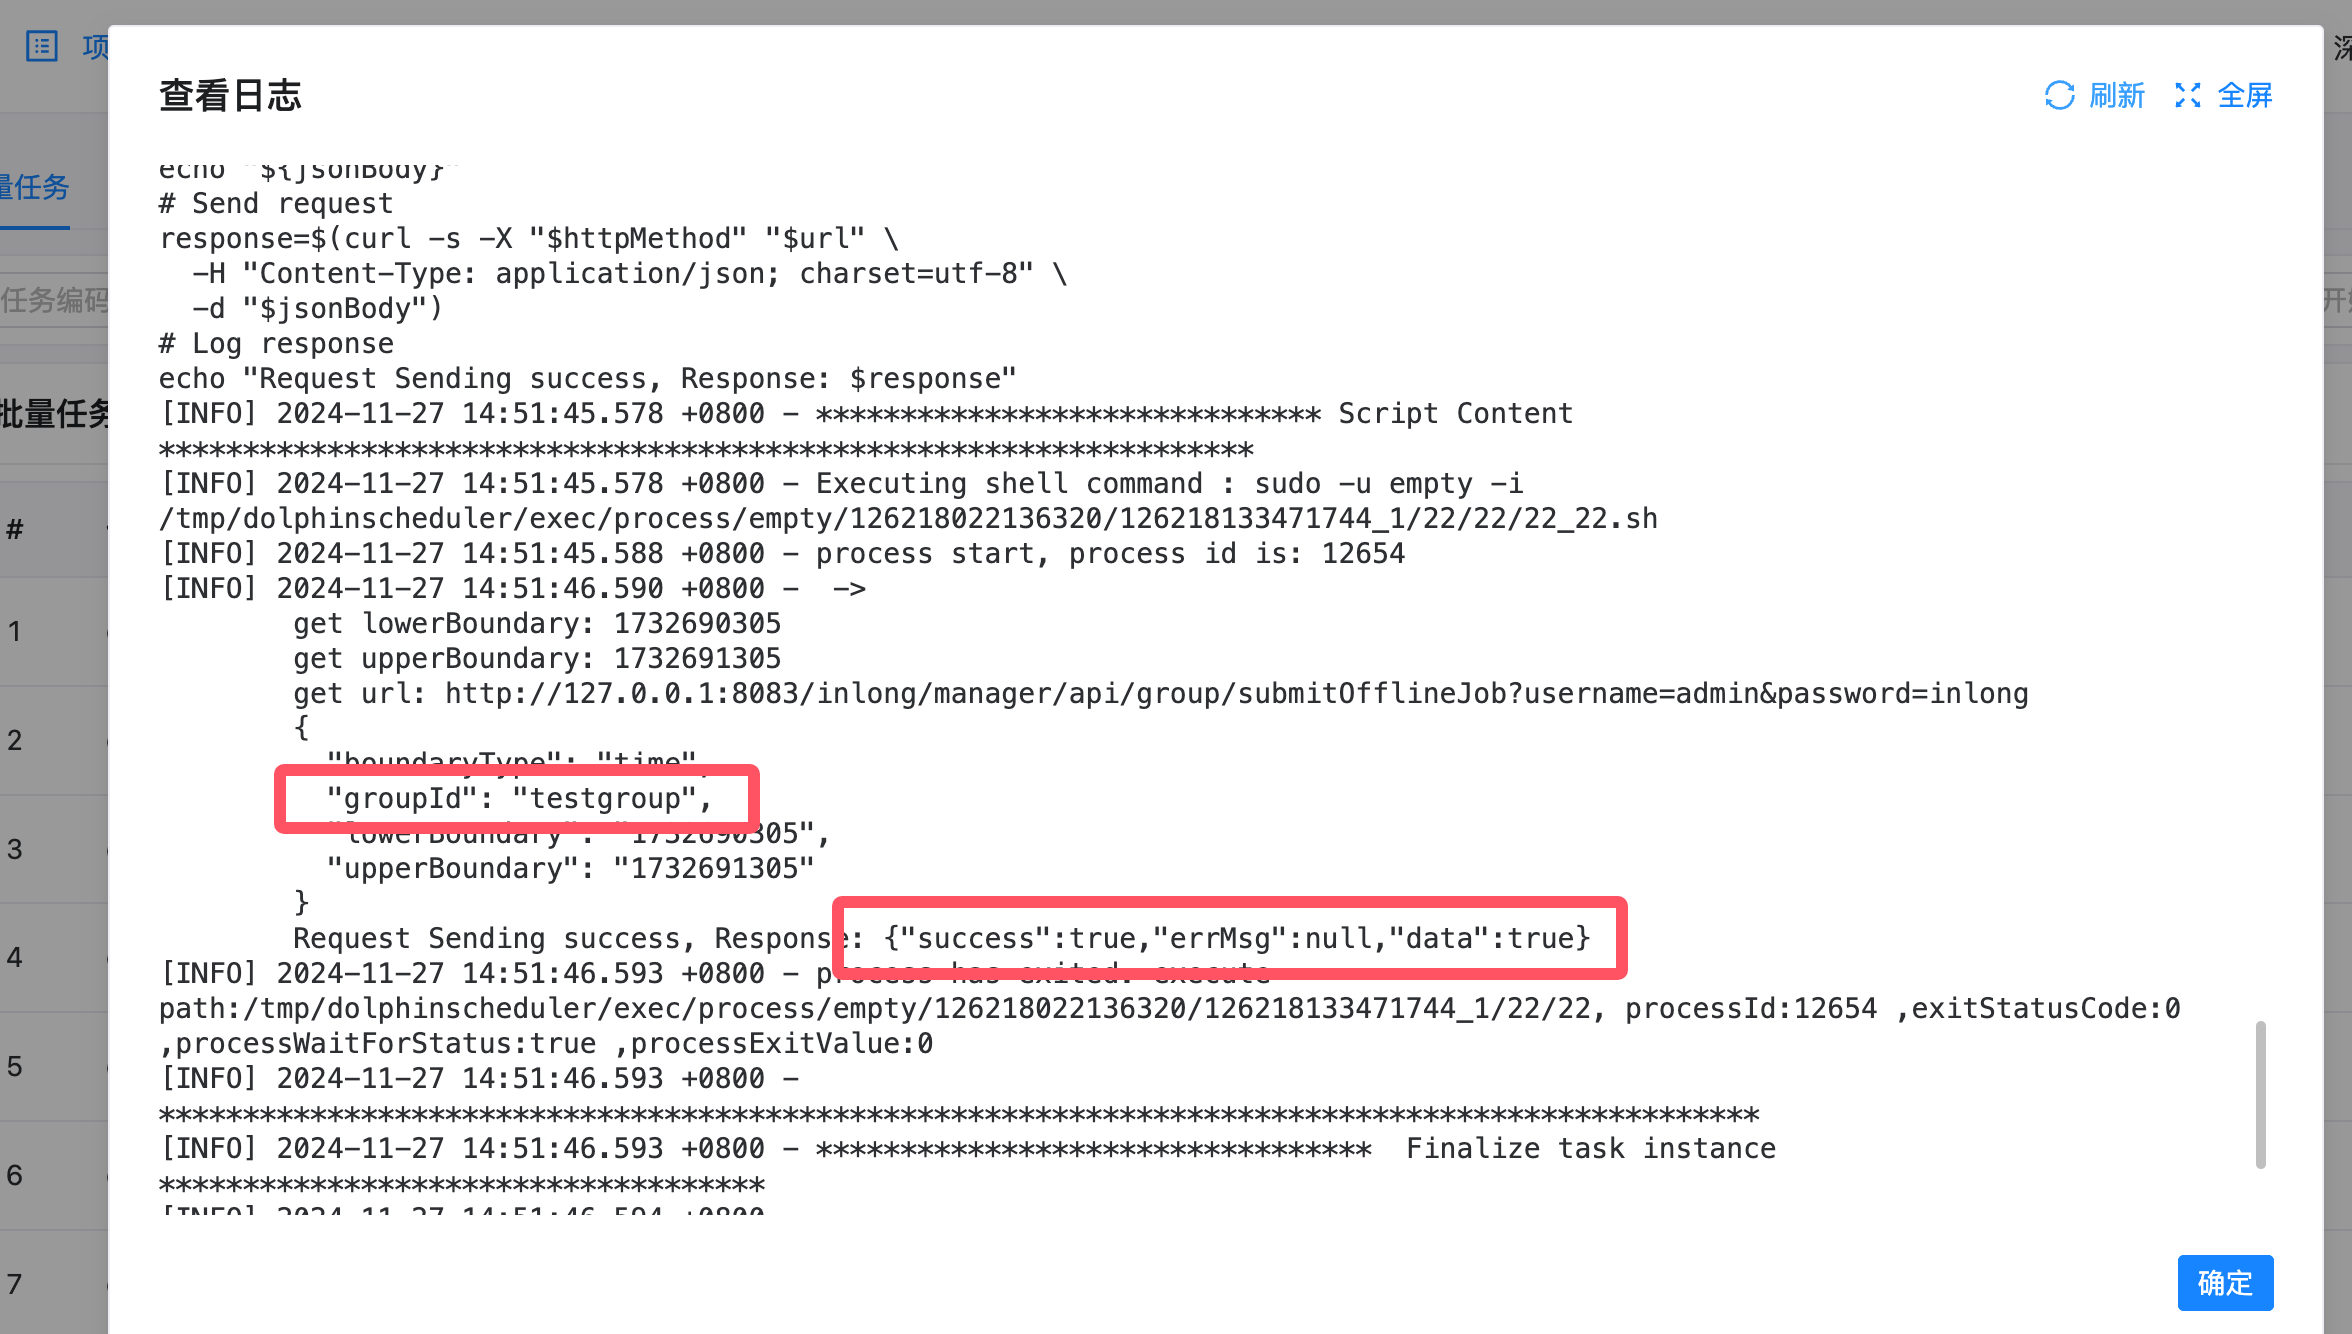 项
深
查看日志
刷新
全屏
量任务
echo "${jsonBody}"
# Send request
response=$(curl -s -X "$httpMethod" "$url" \
-H "Content-Type: application/json; charset=utf-8" \
任务编码
开始
-d "$jsonBody")
# Log response
echo "Request Sending success, Response: $response"
批量任务
[INFO] 2024-11-27 14:51:45.578 +0800 - ****************************** Script Content
*****************************************************************
[INFO] 2024-11-27 14:51:45.578 +0800 - Executing shell command : sudo -u empty -i
/tmp/dolphinscheduler/exec/process/empty/126218022136320/126218133471744_1/22/22/22_22.sh
#
[INFO] 2024-11-27 14:51:45.588 +0800 - process start, process id is: 12654
[INFO] 2024-11-27 14:51:46.590 +0800 -  ->
get lowerBoundary: 1732690305
1
get upperBoundary: 1732691305
get url: http://127.0.0.1:8083/inlong/manager/api/group/submitOfflineJob?username=admin&password=inlong
{
2
"boundaryType": "time",
"groupId": "testgroup",
"lowerBoundary": "1732690305",
3
"upperBoundary": "1732691305"
}
Request Sending success, Response: {"success":true,"errMsg":null,"data":true}
4
[INFO] 2024-11-27 14:51:46.593 +0800 - process has exited. execute
path:/tmp/dolphinscheduler/exec/process/empty/126218022136320/126218133471744_1/22/22, processId:12654 ,exitStatusCode:0
,processWaitForStatus:true ,processExitValue:0
5
[INFO] 2024-11-27 14:51:46.593 +0800 -
***********************************************************************************************
[INFO] 2024-11-27 14:51:46.593 +0800 - *********************************  Finalize task instance
6
************************************
[INFO] 2024-11-27 14:51:46.594 +0800
7
确定